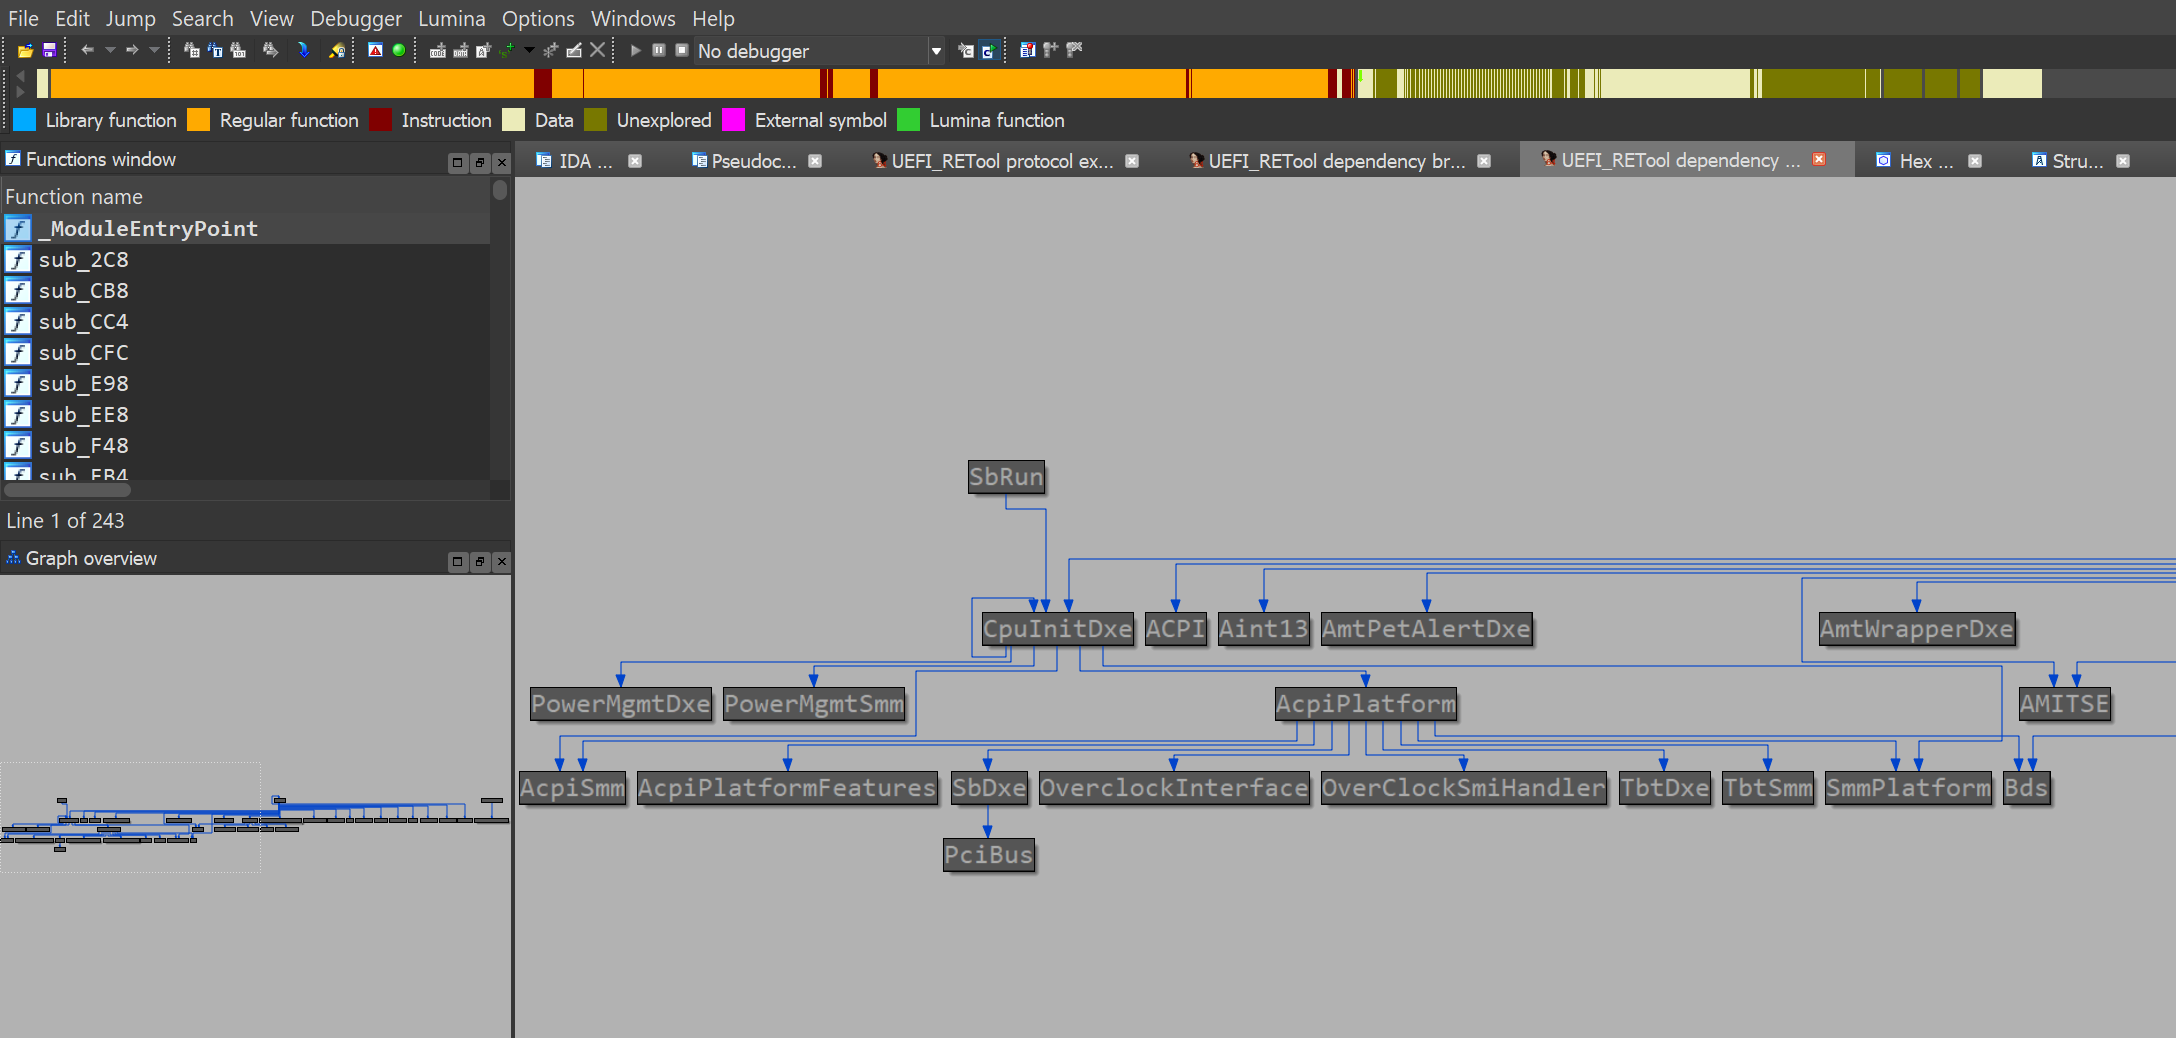 File Edit Jump Search View Debugger Lumina Options Windows Help
No debugger
Library function Regular function Instruction Data Unexplored External symbol Lumina function
Functions window
IDA ... Pseudoc... UEFI_RETool protocol ex... UEFI_RETool dependency br... UEFI_RETool dependency ... Hex ... Stru...
Function name
_ModuleEntryPoint
sub_2C8
sub_CB8
sub_CC4
sub_CFC
sub_E98
sub_EE8
sub_F48
sub_FB4
Line 1 of 243
Graph overview
SbRun
CpuInitDxe ACPI Aint13 AmtPetAlertDxe AmtWrapperDxe
PowerMgmtDxe PowerMgmtSmm AcpiPlatform AMITSE
AcpiSmm AcpiPlatformFeatures SbDxe OverclockInterface OverClockSmiHandler TbtDxe TbtSmm SmmPlatform Bds
PciBus